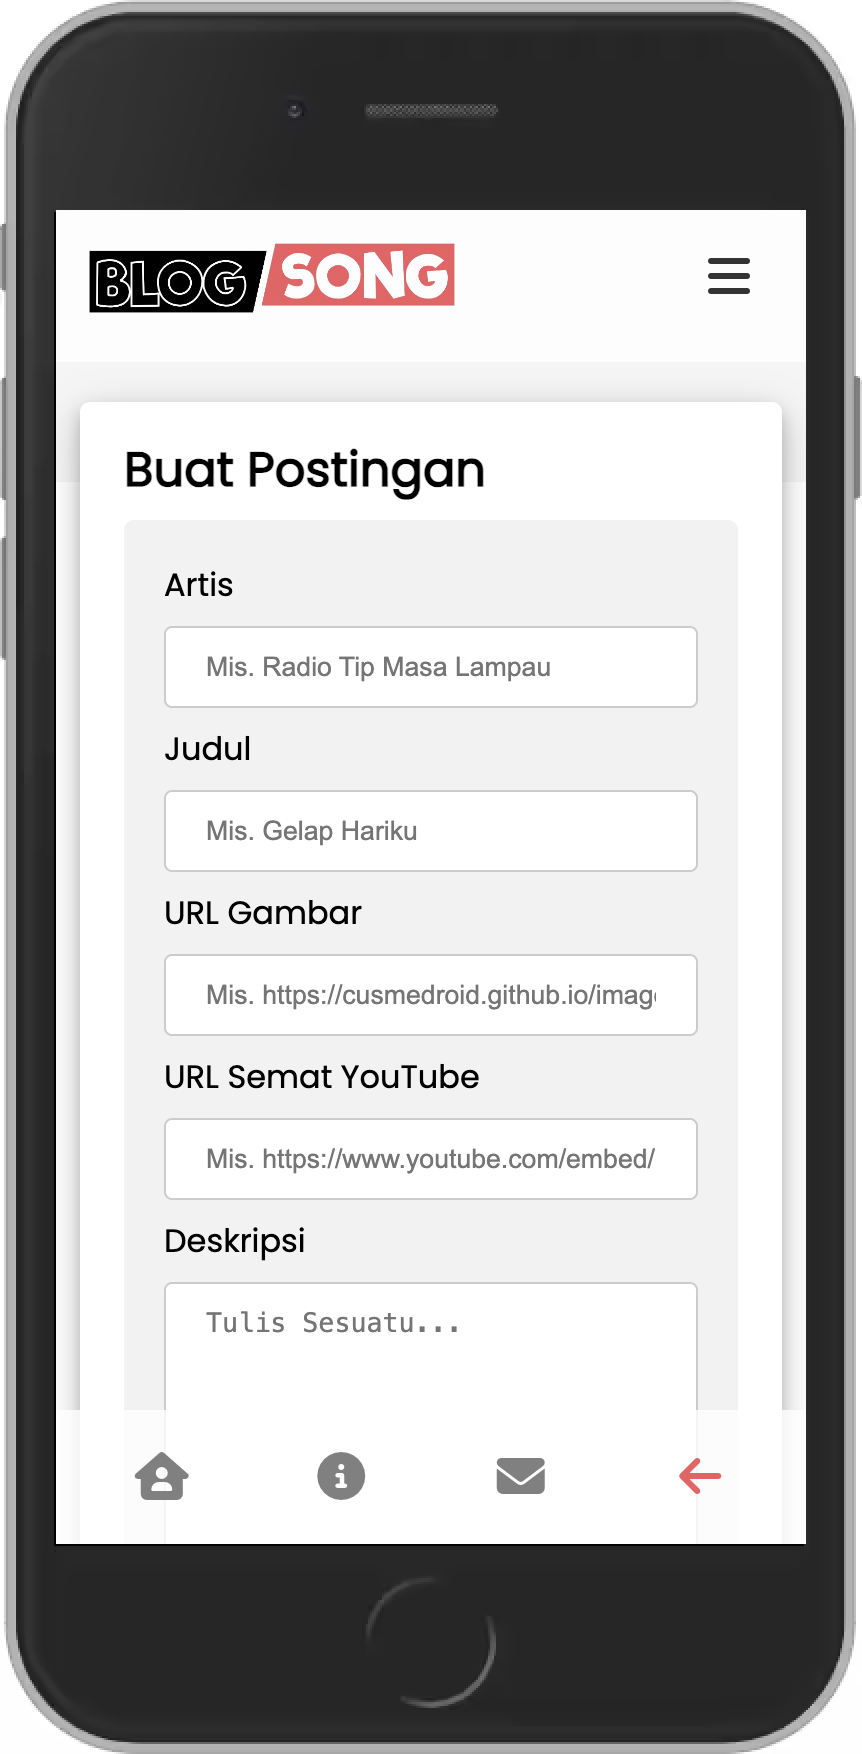 BLOG SONG
Buat Postingan
Artis
Mis. Radio Tip Masa Lampau
Judul
Mis. Gelap Hariku
URL Gambar
Mis. https://cusmedroid.github.io/image
URL Semat YouTube
Mis. https://www.youtube.com/embed/
Deskripsi
Tulis Sesuatu...